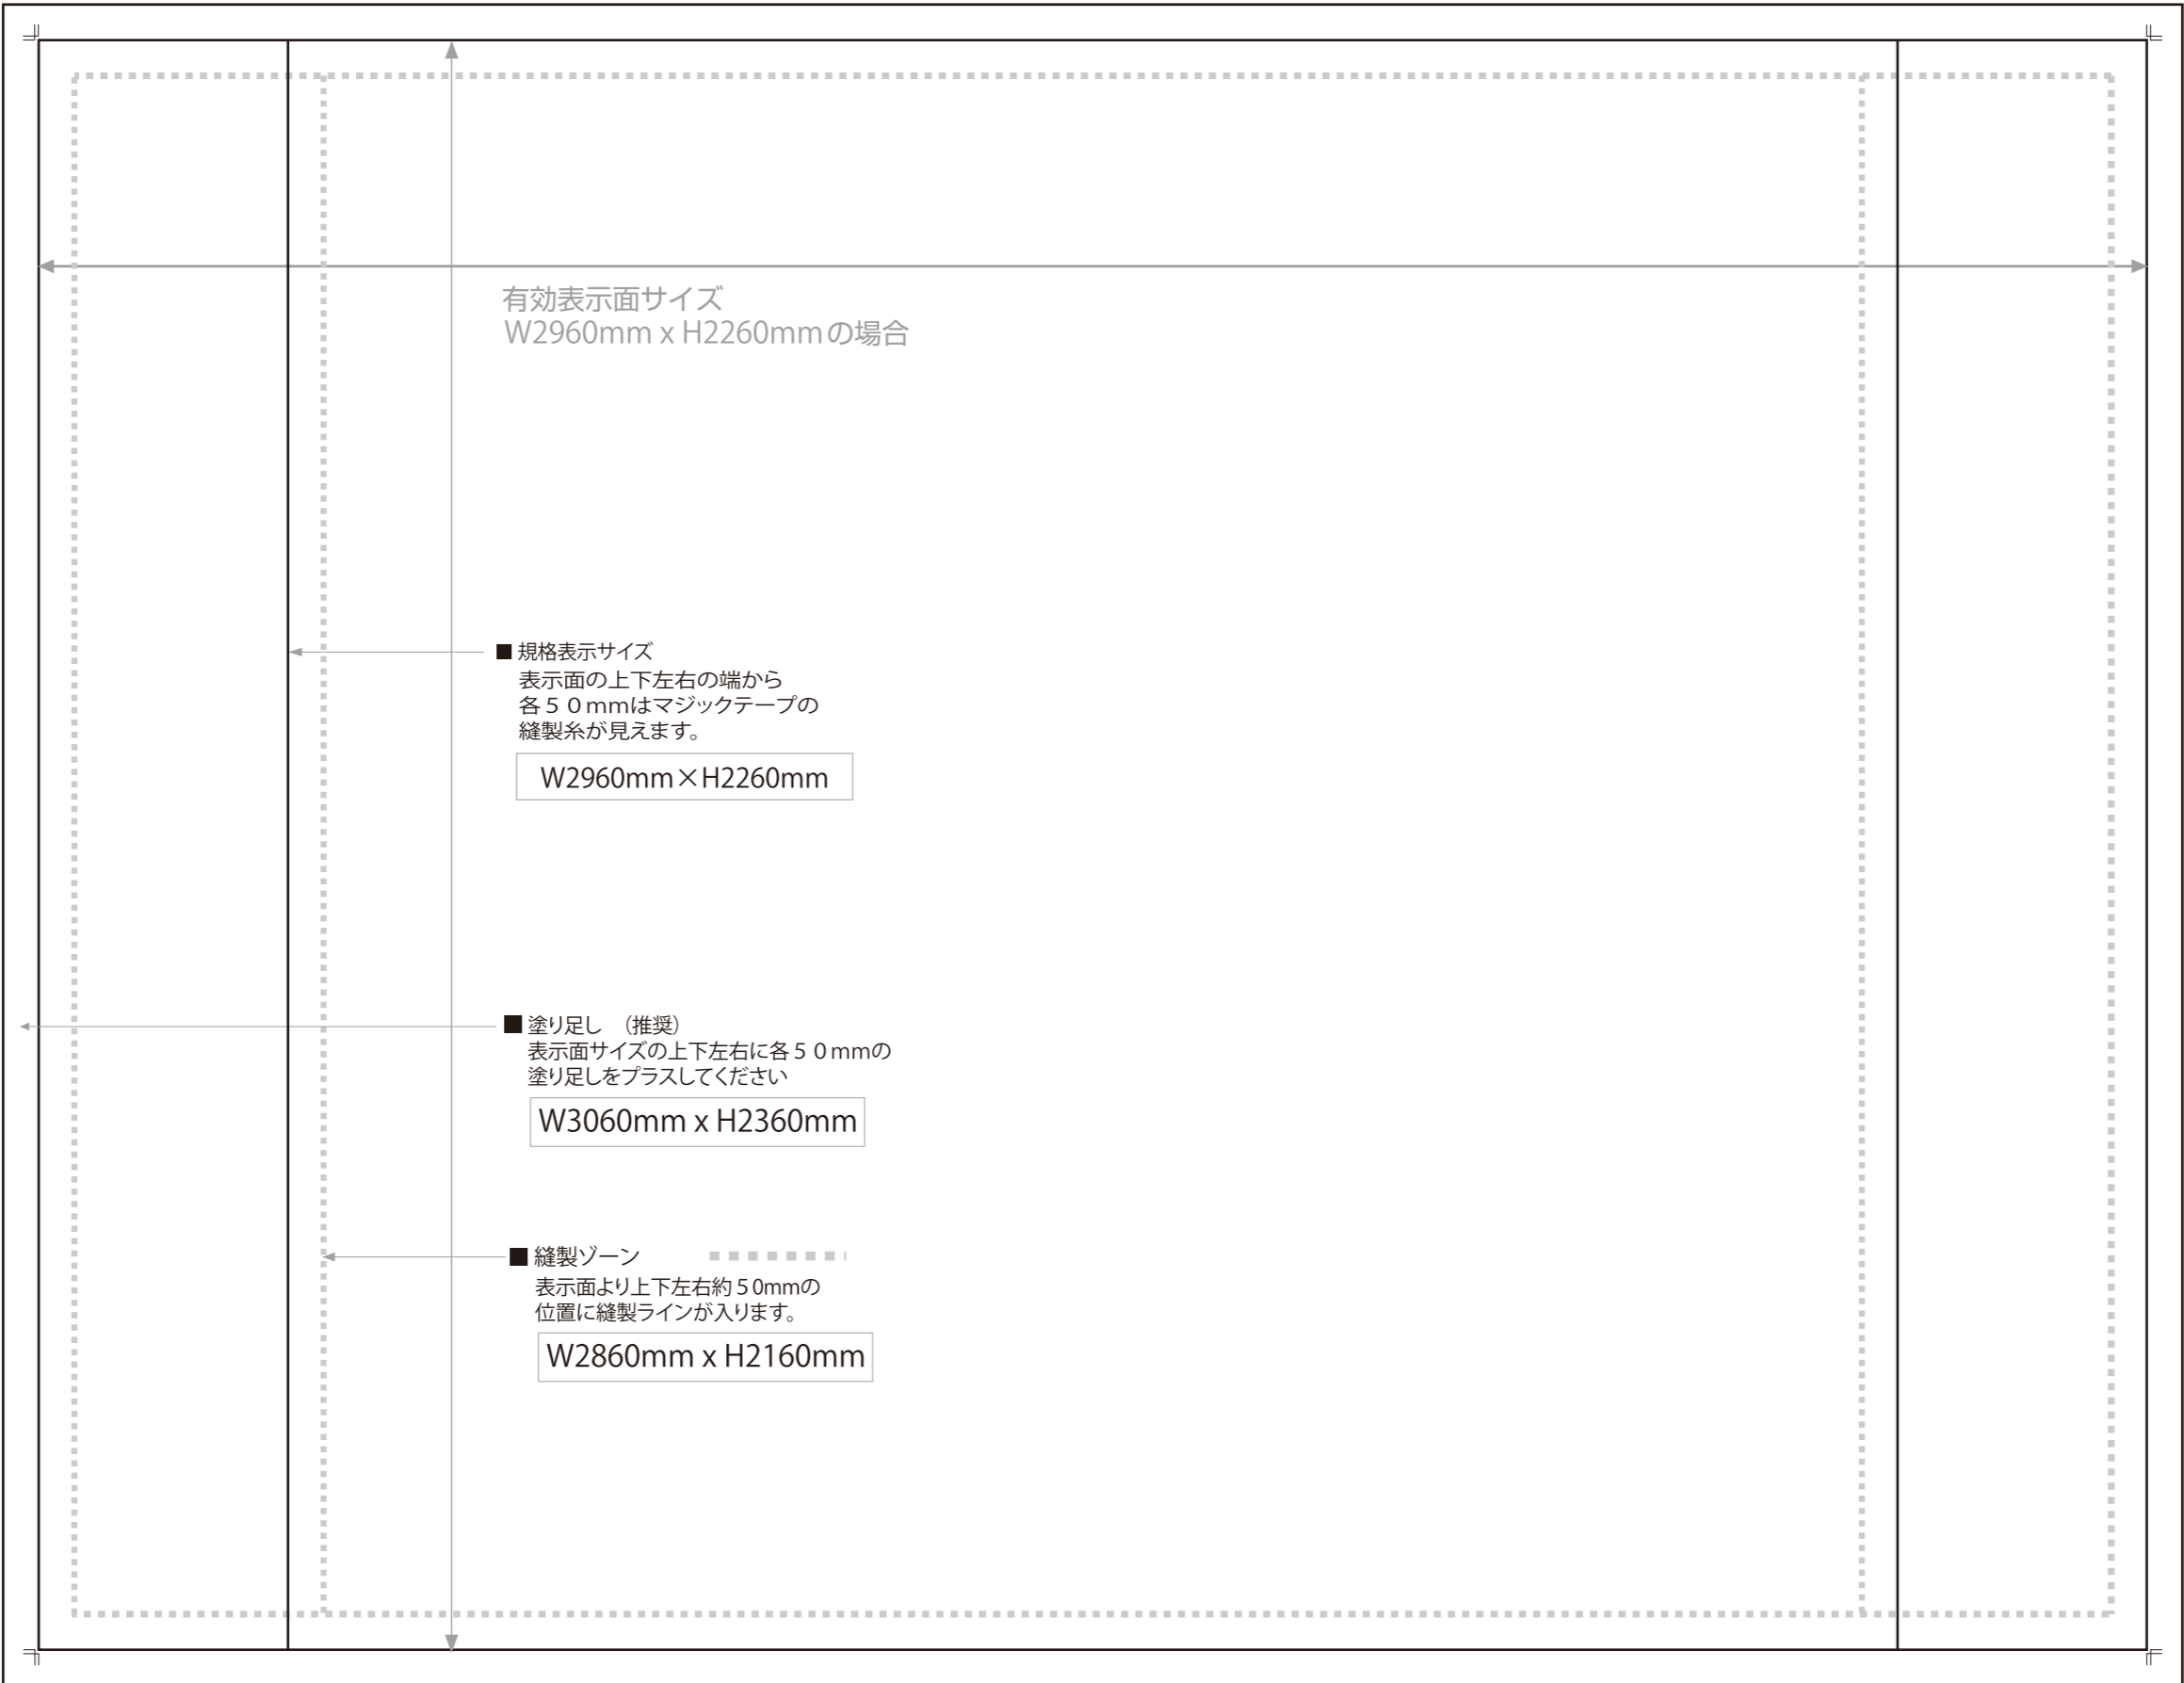 有効表示面サイズ
W2960mm x H2260mmの場合
■ 規格表示サイズ
表示面の上下左右の端から
各５０mmはマジックテープの
縫製糸が見えます。
W2960mm×H2260mm
■ 塗り足し （推奨）
表示面サイズの上下左右に各５０mmの
塗り足しをプラスしてください
W3060mm x H2360mm
■ 縫製ゾーン
表示面より上下左右約５0mmの
位置に縫製ラインが入ります。
W2860mm x H2160mm